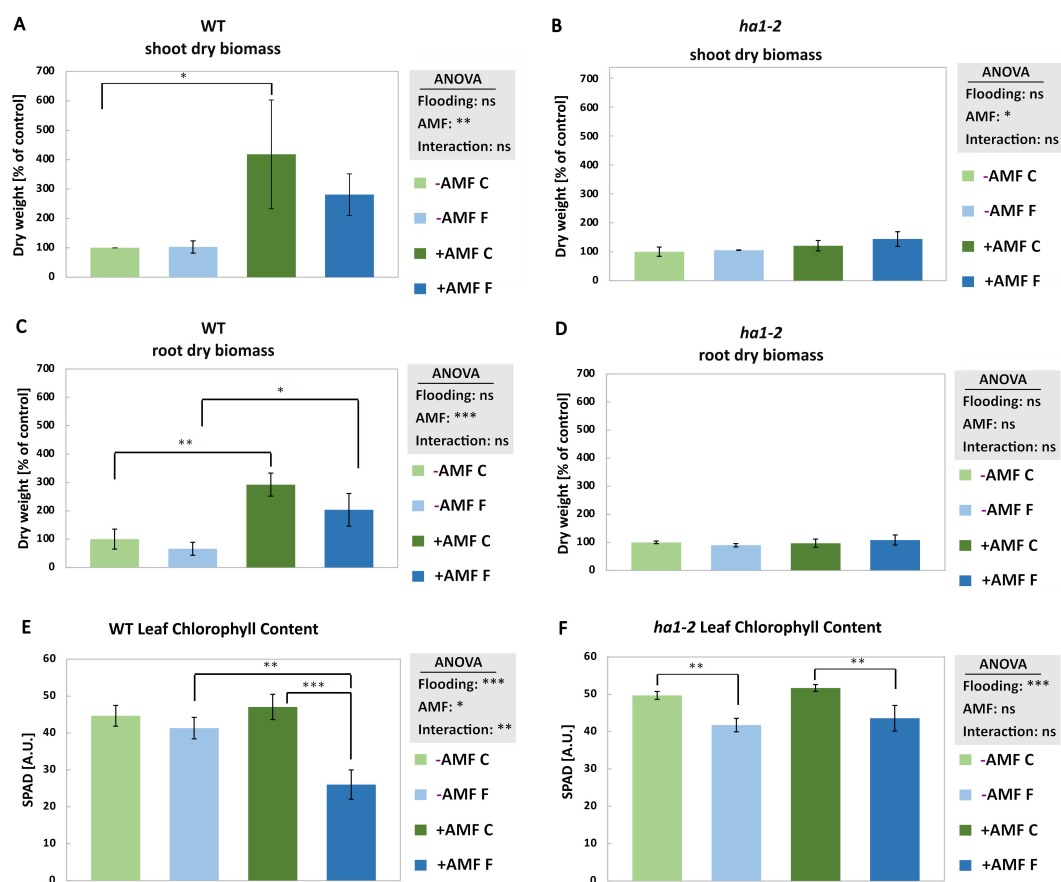 A
WT
shoot dry biomass
Dry weight [% of control]
700
600
500
400
300
200
100
0
*
ANOVA
Flooding: ns
AMF: **
Interaction: ns
-AMF C
-AMF F
+AMF C
+AMF F
B
ha1-2
shoot dry biomass
Dry weight [% of control]
700
600
500
400
300
200
100
0
ANOVA
Flooding: ns
AMF: *
Interaction: ns
-AMF C
-AMF F
+AMF C
+AMF F
C
WT
root dry biomass
Dry weight [% of control]
700
600
500
400
300
200
100
0
**
*
ANOVA
Flooding: ns
AMF: ***
Interaction: ns
-AMF C
-AMF F
+AMF C
+AMF F
D
ha1-2
root dry biomass
Dry weight [% of control]
700
600
500
400
300
200
100
0
ANOVA
Flooding: ns
AMF: ns
Interaction: ns
-AMF C
-AMF F
+AMF C
+AMF F
E
WT Leaf Chlorophyll Content
SPAD [A.U.]
60
50
40
30
20
10
0
**
***
ANOVA
Flooding: ***
AMF: *
Interaction: **
-AMF C
-AMF F
+AMF C
+AMF F
F
ha1-2 Leaf Chlorophyll Content
SPAD [A.U.]
60
50
40
30
20
10
0
**
**
ANOVA
Flooding: ***
AMF: ns
Interaction: ns
-AMF C
-AMF F
+AMF C
+AMF F